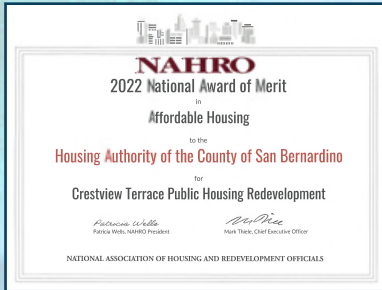 NAHRO
2022 National Award of Merit
in
Affordable Housing
to the
Housing Authority of the County of San Bernardino
for
Crestview Terrace Public Housing Redevelopment
Patricia Wells
Patricia Wells, NAHRO President
Mark Thiele, Chief Executive Officer
NATIONAL ASSOCIATION OF HOUSING AND REDEVELOPMENT OFFICIALS